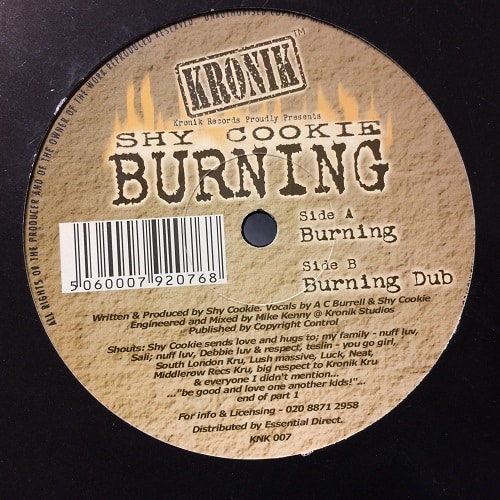 ALL RIGHTS OF THE PRODUCER AND OF THE OWNER OF THE WORK REPRODUCED RESERVED
UNAUTHORISED
KRONIK™
Kronik Records Proudly Presents
SHY COOKIE
BURNING
Side A
Burning
Side B
Burning Dub
5 060007 920768
Written & Produced by Shy Cookie. Vocals by A C Burrell & Shy Cookie
Engineered and Mixed by Mike Kenny @ Kronik Studios
Published by Copyright Control
Shouts: Shy Cookie sends love and hugs to; my family - nuff luv,
Sali; nuff luv, Debbie luv & respect, teslin - you go girl,
South London Kru, Lush massive, Luck, Neat,
Middlerow Recs Kru, big respect to Kronik Kru
& everyone I didn't mention...
..."be good and love one another kids!"...
end of part 1
For info & Licensing - 020 8871 2958
Distributed by Essential Direct.
KNK 007